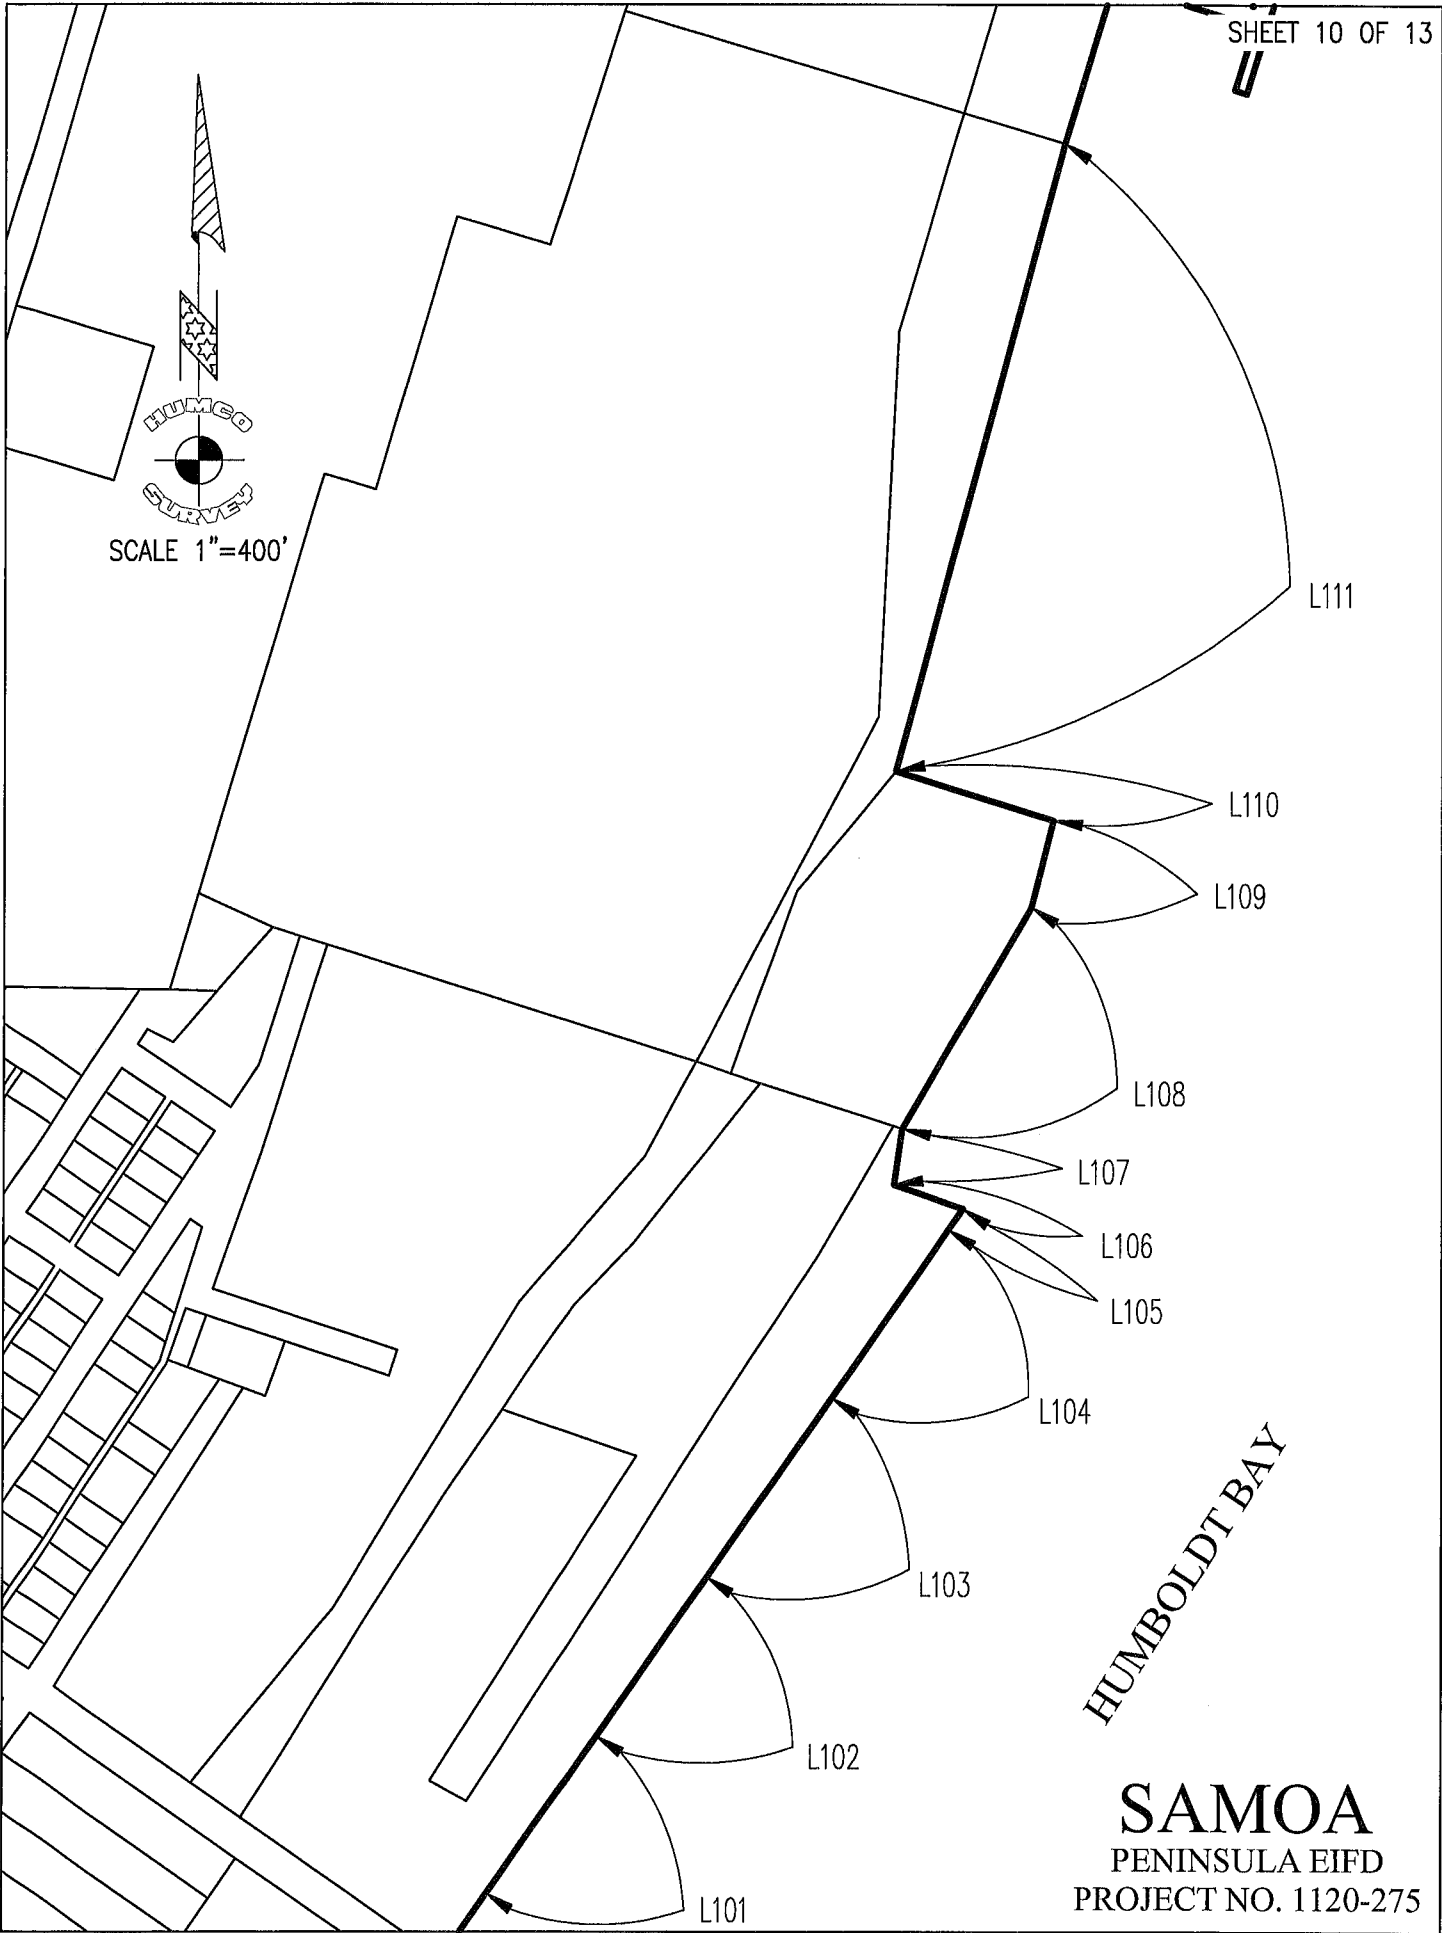 SHEET 10 OF 13
HUMCO
SURVEY
SCALE 1"=400'
L111
L110
L109
L108
L107
L106
L105
L104
L103
L102
L101
HUMBOLDT BAY
SAMOA
PENINSULA EIFD
PROJECT NO. 1120-275